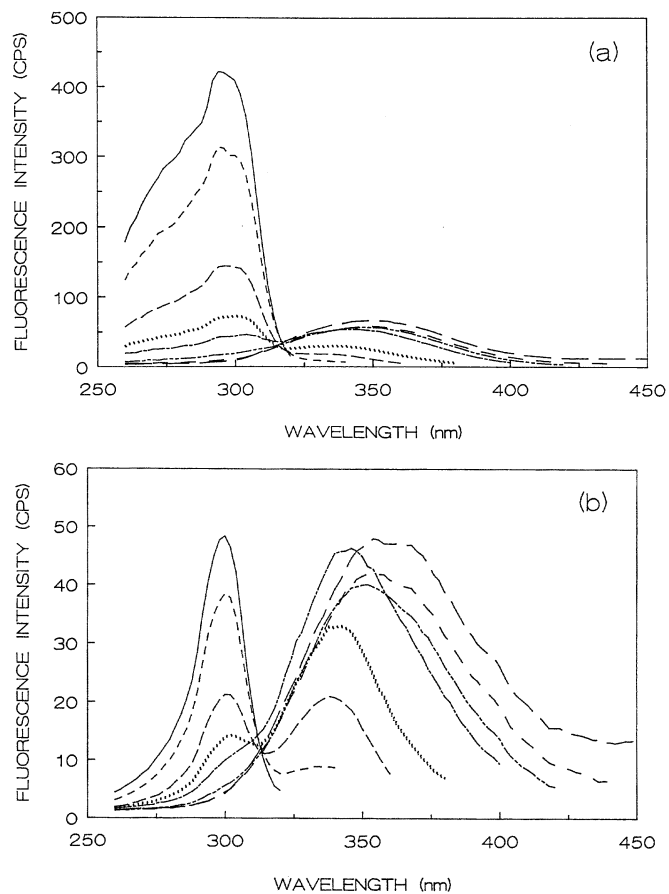 500
400
300
200
100
0
FLUORESCENCE INTENSITY (CPS)
(a)
250 300 350 400 450
WAVELENGTH (nm)
60
50
40
30
20
10
0
FLUORESCENCE INTENSITY (CPS)
(b)
250 300 350 400 450
WAVELENGTH (nm)